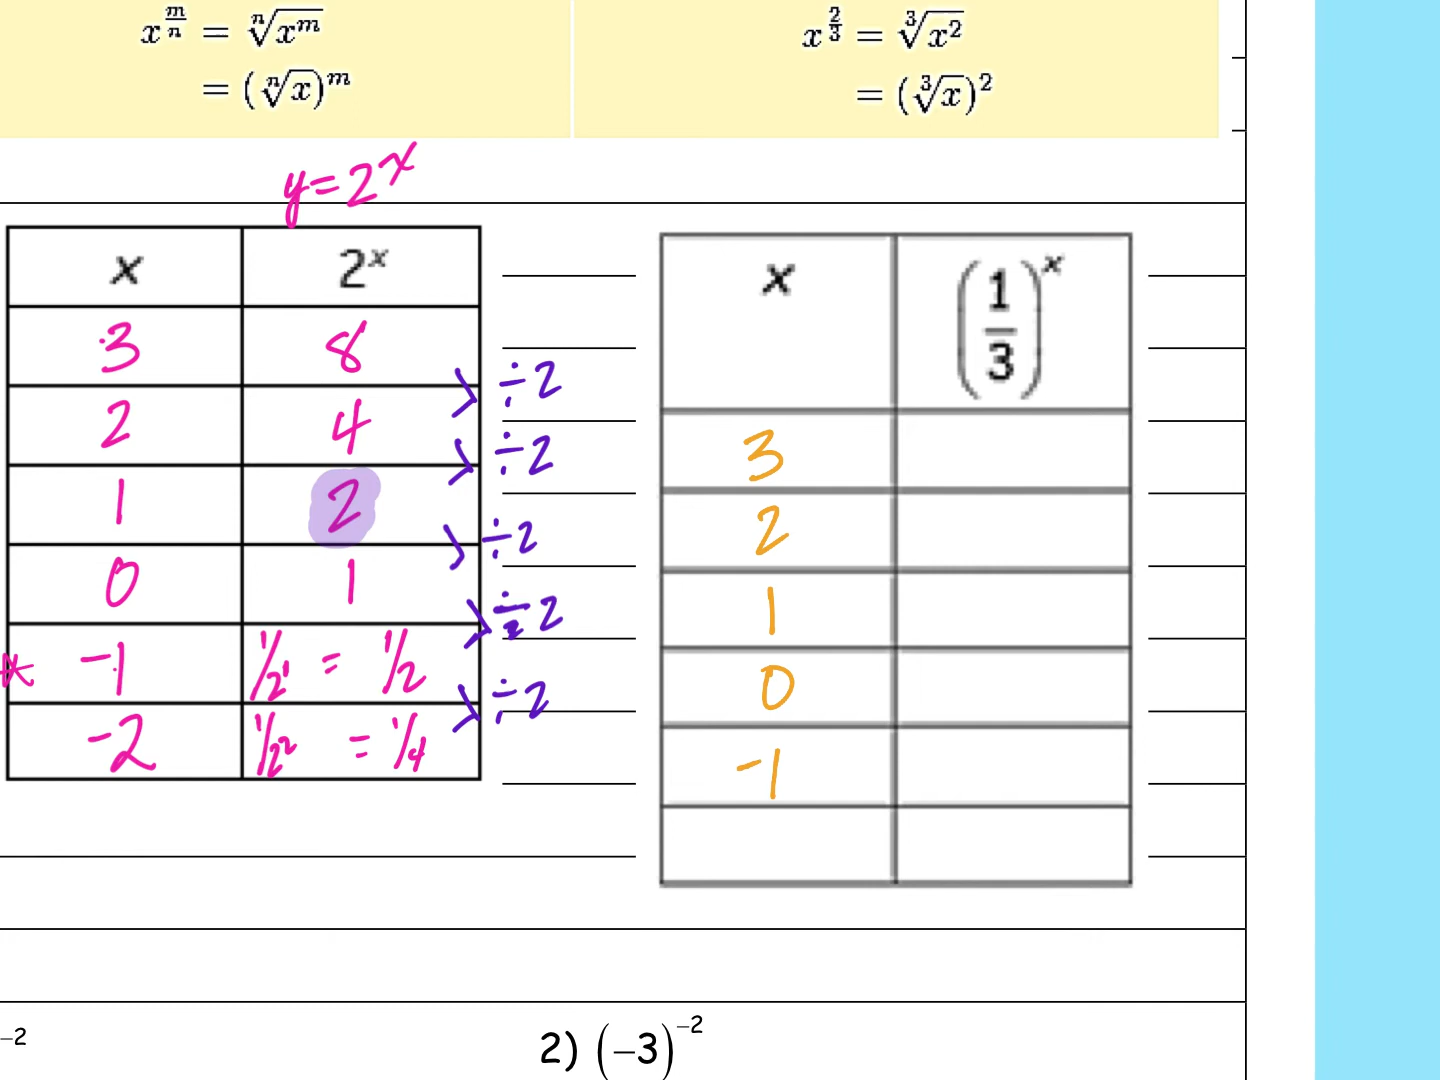 x^{m/n} = ⁿ√(x^m)
= (ⁿ√x)^m
x^{2/3} = ³√(x²)
= (³√x)²
y=2^x
x 2^x
3 8
÷2
2 4
÷2
1 2
÷2
0 1
÷2
* -1 1/2¹ = 1/2
÷2
-2 1/2² = 1/4
x (1/3)^x
3
2
1
0
-1
-2
2) (-3)^{-2}